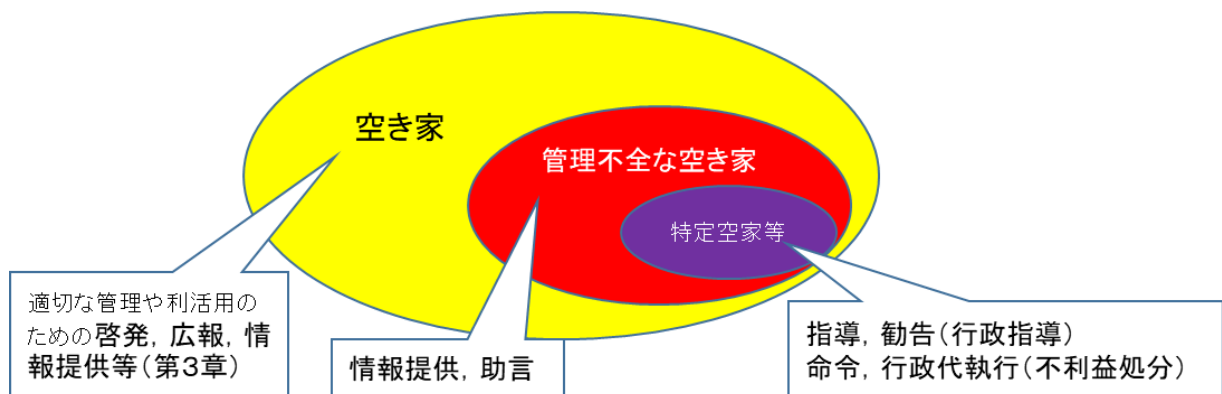 空き家
管理不全な空き家
特定空家等
適切な管理や利活用の
ための啓発, 広報, 情
報提供等(第3章)
情報提供, 助言
指導, 勧告(行政指導)
命令, 行政代執行(不利益処分)